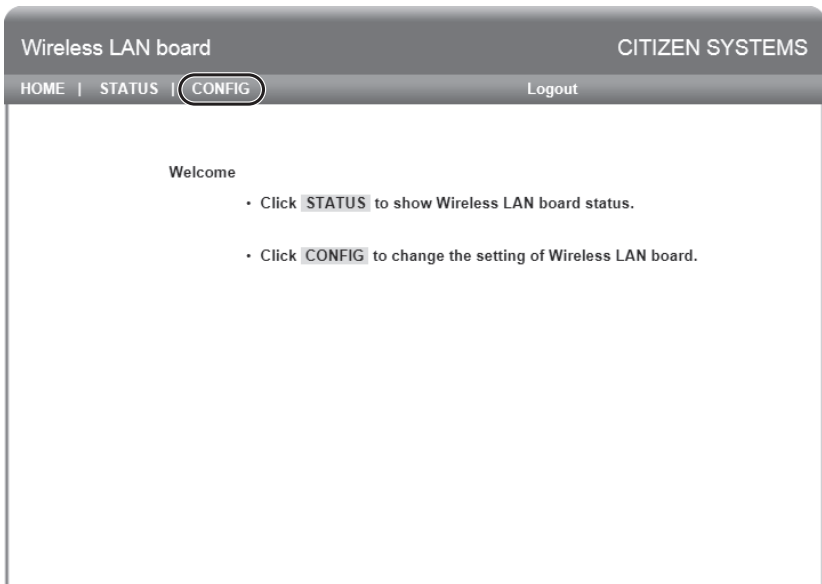 Wireless LAN board CITIZEN SYSTEMS
HOME | STATUS | CONFIG Logout
Welcome
• Click STATUS to show Wireless LAN board status.
• Click CONFIG to change the setting of Wireless LAN board.